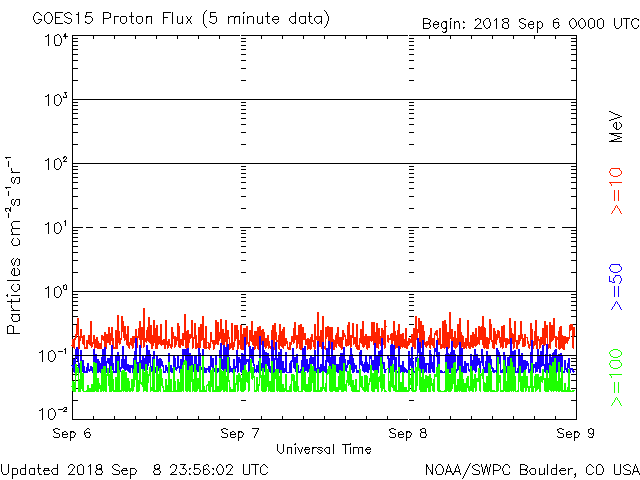 GOES15 Proton Flux (5 minute data)
Begin: 2018 Sep 6 0000 UTC
10⁴
10³
10²
10¹
10⁰
10⁻¹
10⁻²
Particles cm⁻²s⁻¹sr⁻¹
MeV
>=10
>=50
>=100
Sep 6 Sep 7 Sep 8 Sep 9
Universal Time
Updated 2018 Sep 8 23:56:02 UTC
NOAA/SWPC Boulder, CO USA